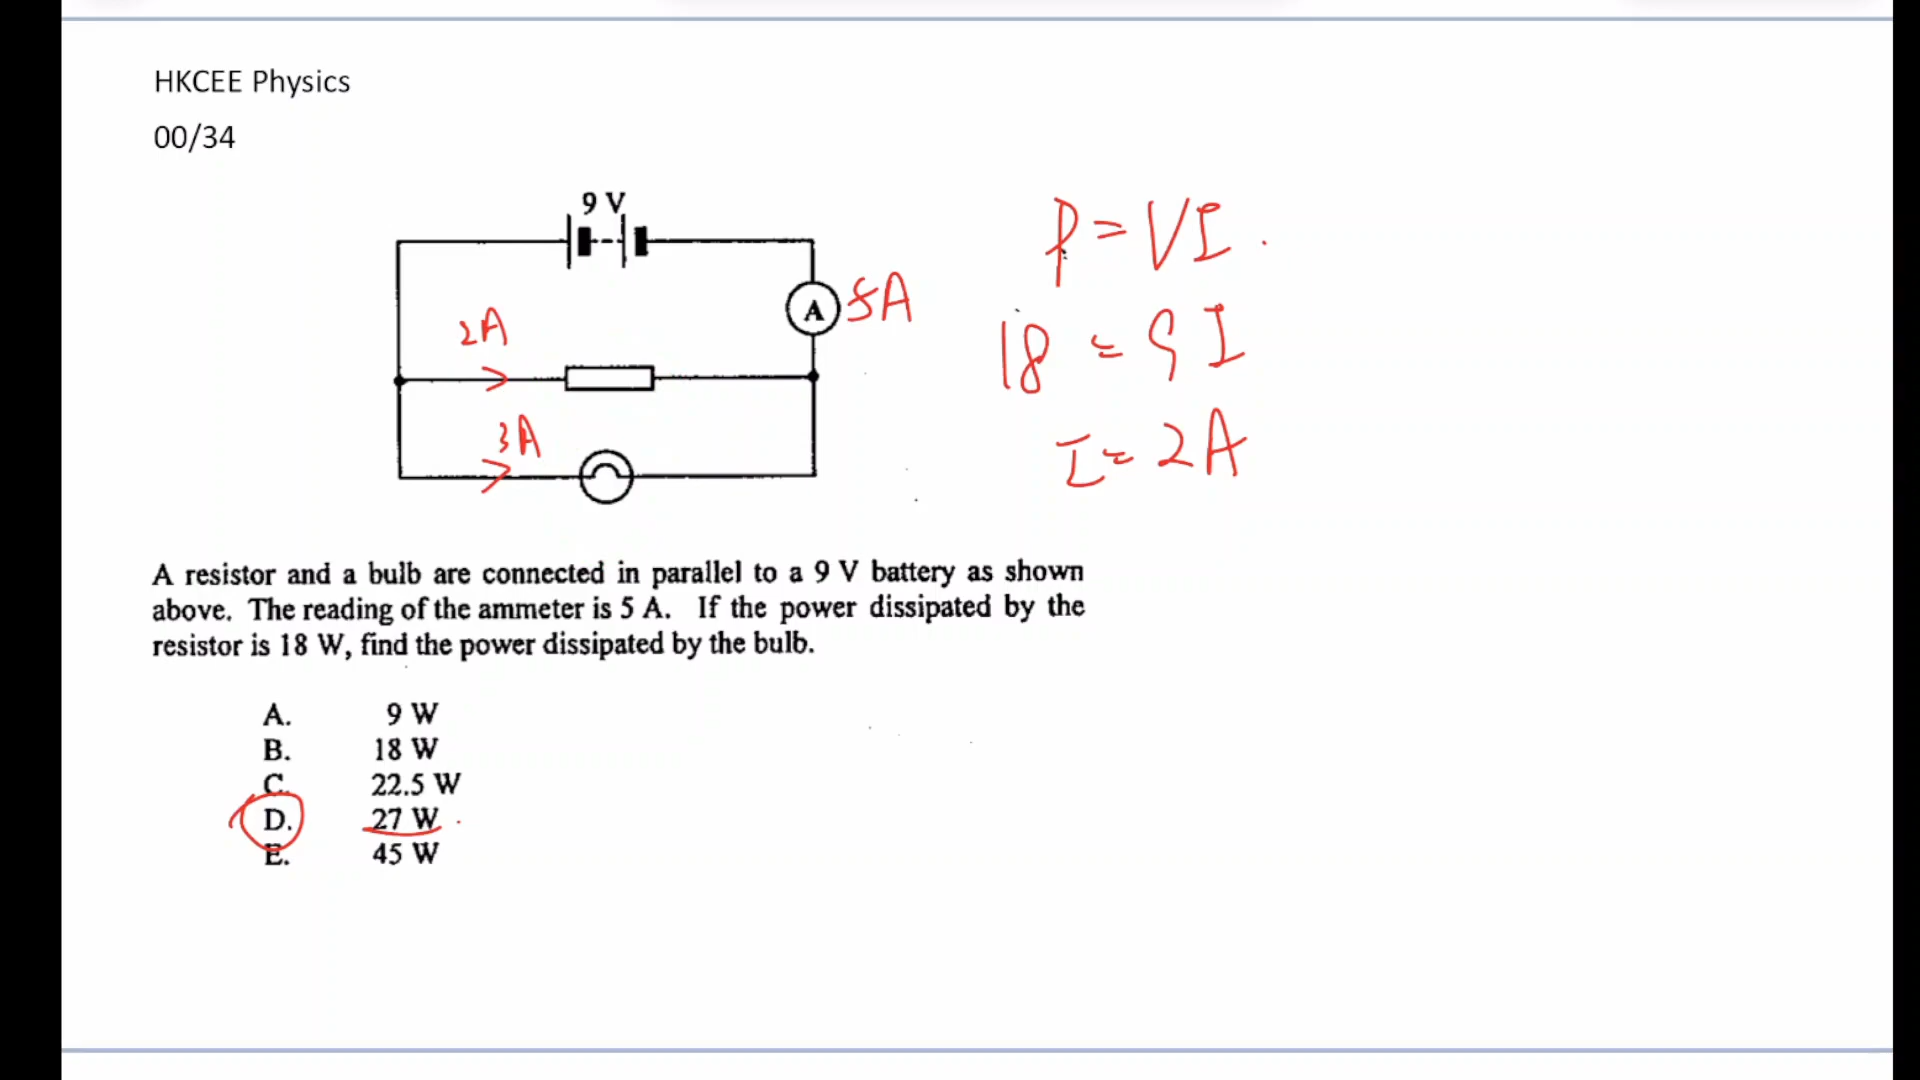 HKCEE Physics
00/34
9 V
A
5A
2A
3A
P = VI.
18 = 9I
I = 2A
A resistor and a bulb are connected in parallel to a 9 V battery as shown
above. The reading of the ammeter is 5 A. If the power dissipated by the
resistor is 18 W, find the power dissipated by the bulb.
A. 9 W
B. 18 W
C. 22.5 W
D. 27 W
E. 45 W